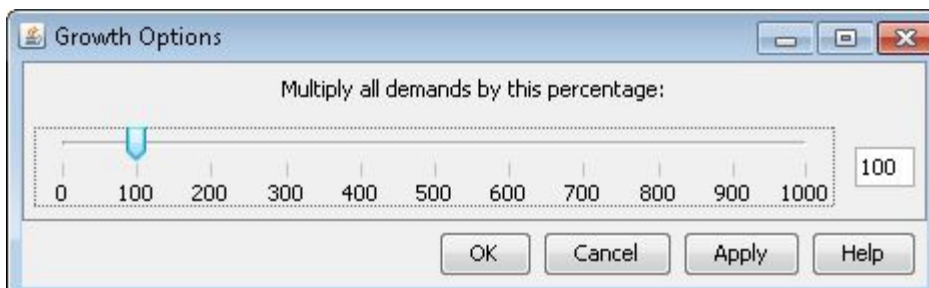 Growth Options
Multiply all demands by this percentage:
100
0 100 200 300 400 500 600 700 800 900 1000
OK Cancel Apply Help